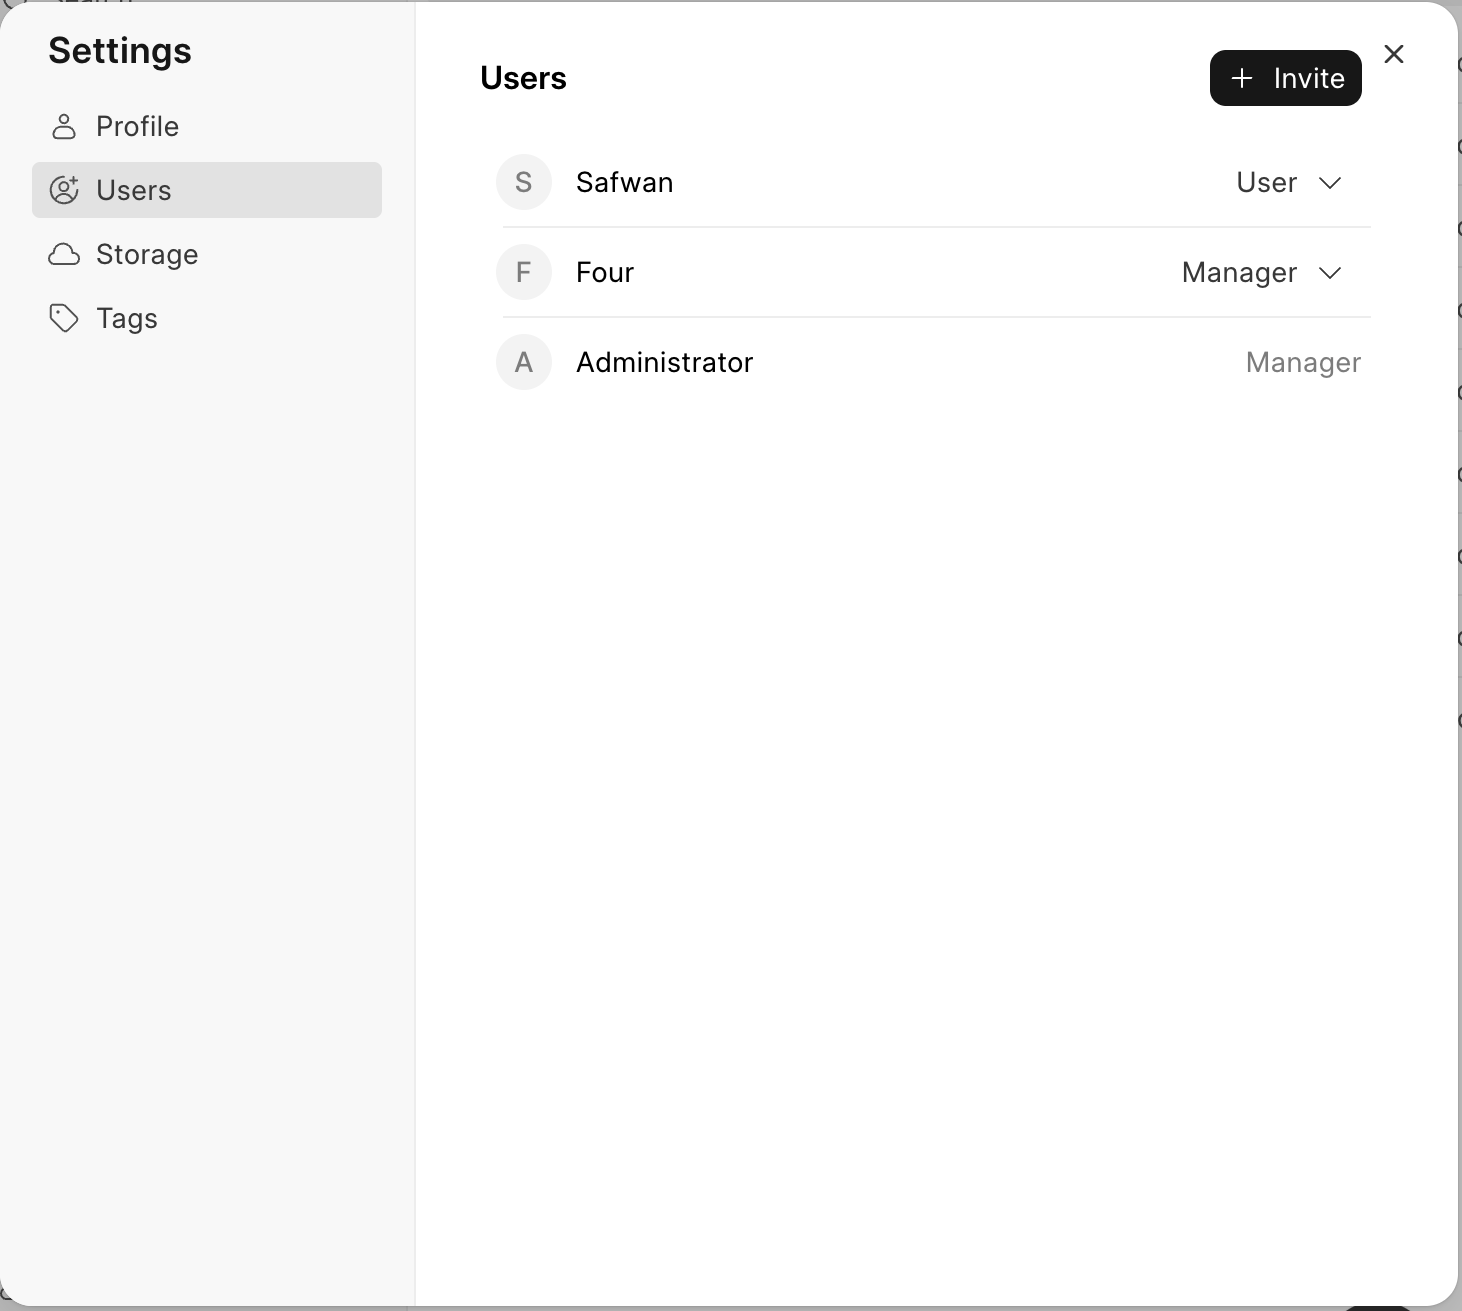 Settings
Profile
Users
Storage
Tags
Users
Invite
S Safwan User
F Four Manager
A Administrator Manager